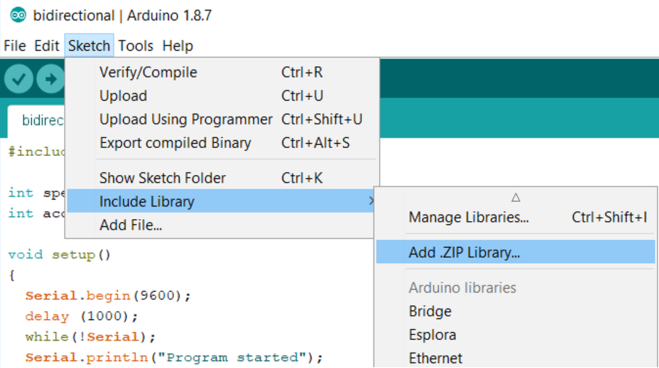 bidirectional | Arduino 1.8.7
File Edit Sketch Tools Help
Verify/Compile Ctrl+R
Upload Ctrl+U
Upload Using Programmer Ctrl+Shift+U
Export compiled Binary Ctrl+Alt+S
Show Sketch Folder Ctrl+K
Include Library
Add File...
Manage Libraries... Ctrl+Shift+I
Add .ZIP Library...
Arduino libraries
Bridge
Esplora
Ethernet
bidirec
#inclu
int spe
int acc
void setup()
{
Serial.begin(9600);
delay (1000);
while(!Serial);
Serial.println("Program started");